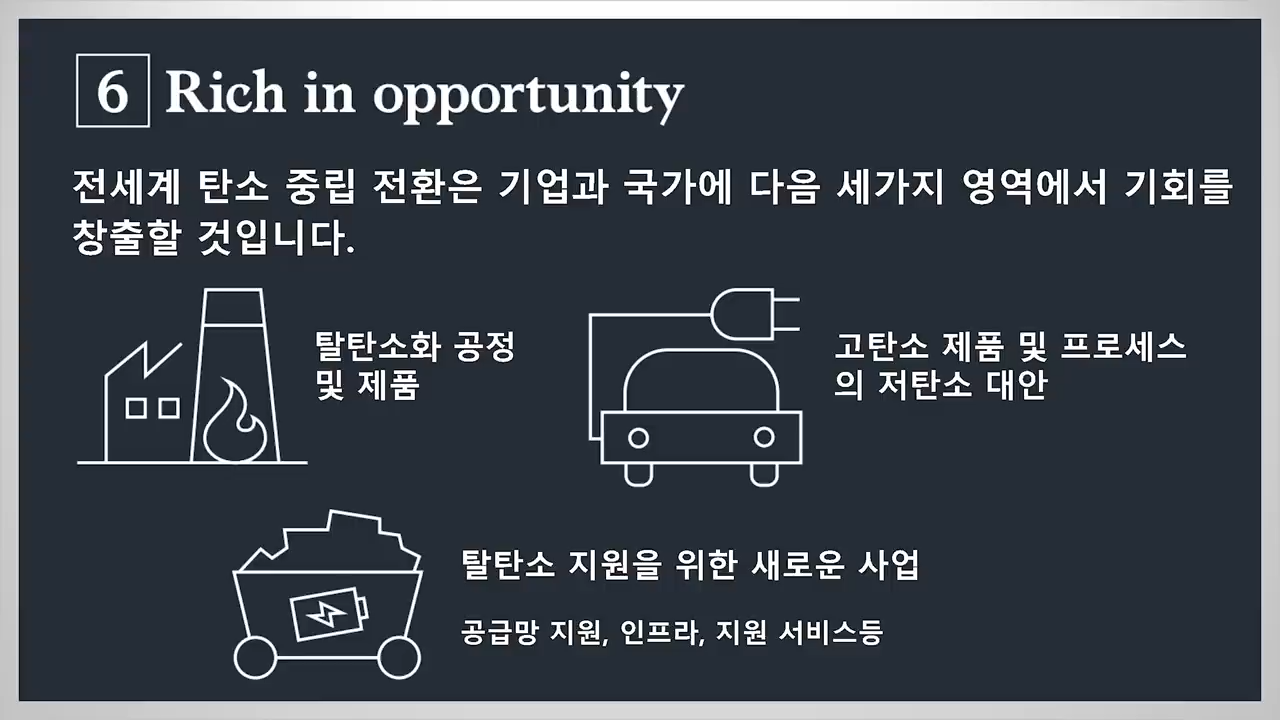 6 Rich in opportunity
전세계 탄소 중립 전환은 기업과 국가에 다음 세가지 영역에서 기회를
창출할 것입니다.
탈탄소화 공정
및 제품
고탄소 제품 및 프로세스
의 저탄소 대안
탈탄소 지원을 위한 새로운 사업
공급망 지원, 인프라, 지원 서비스등